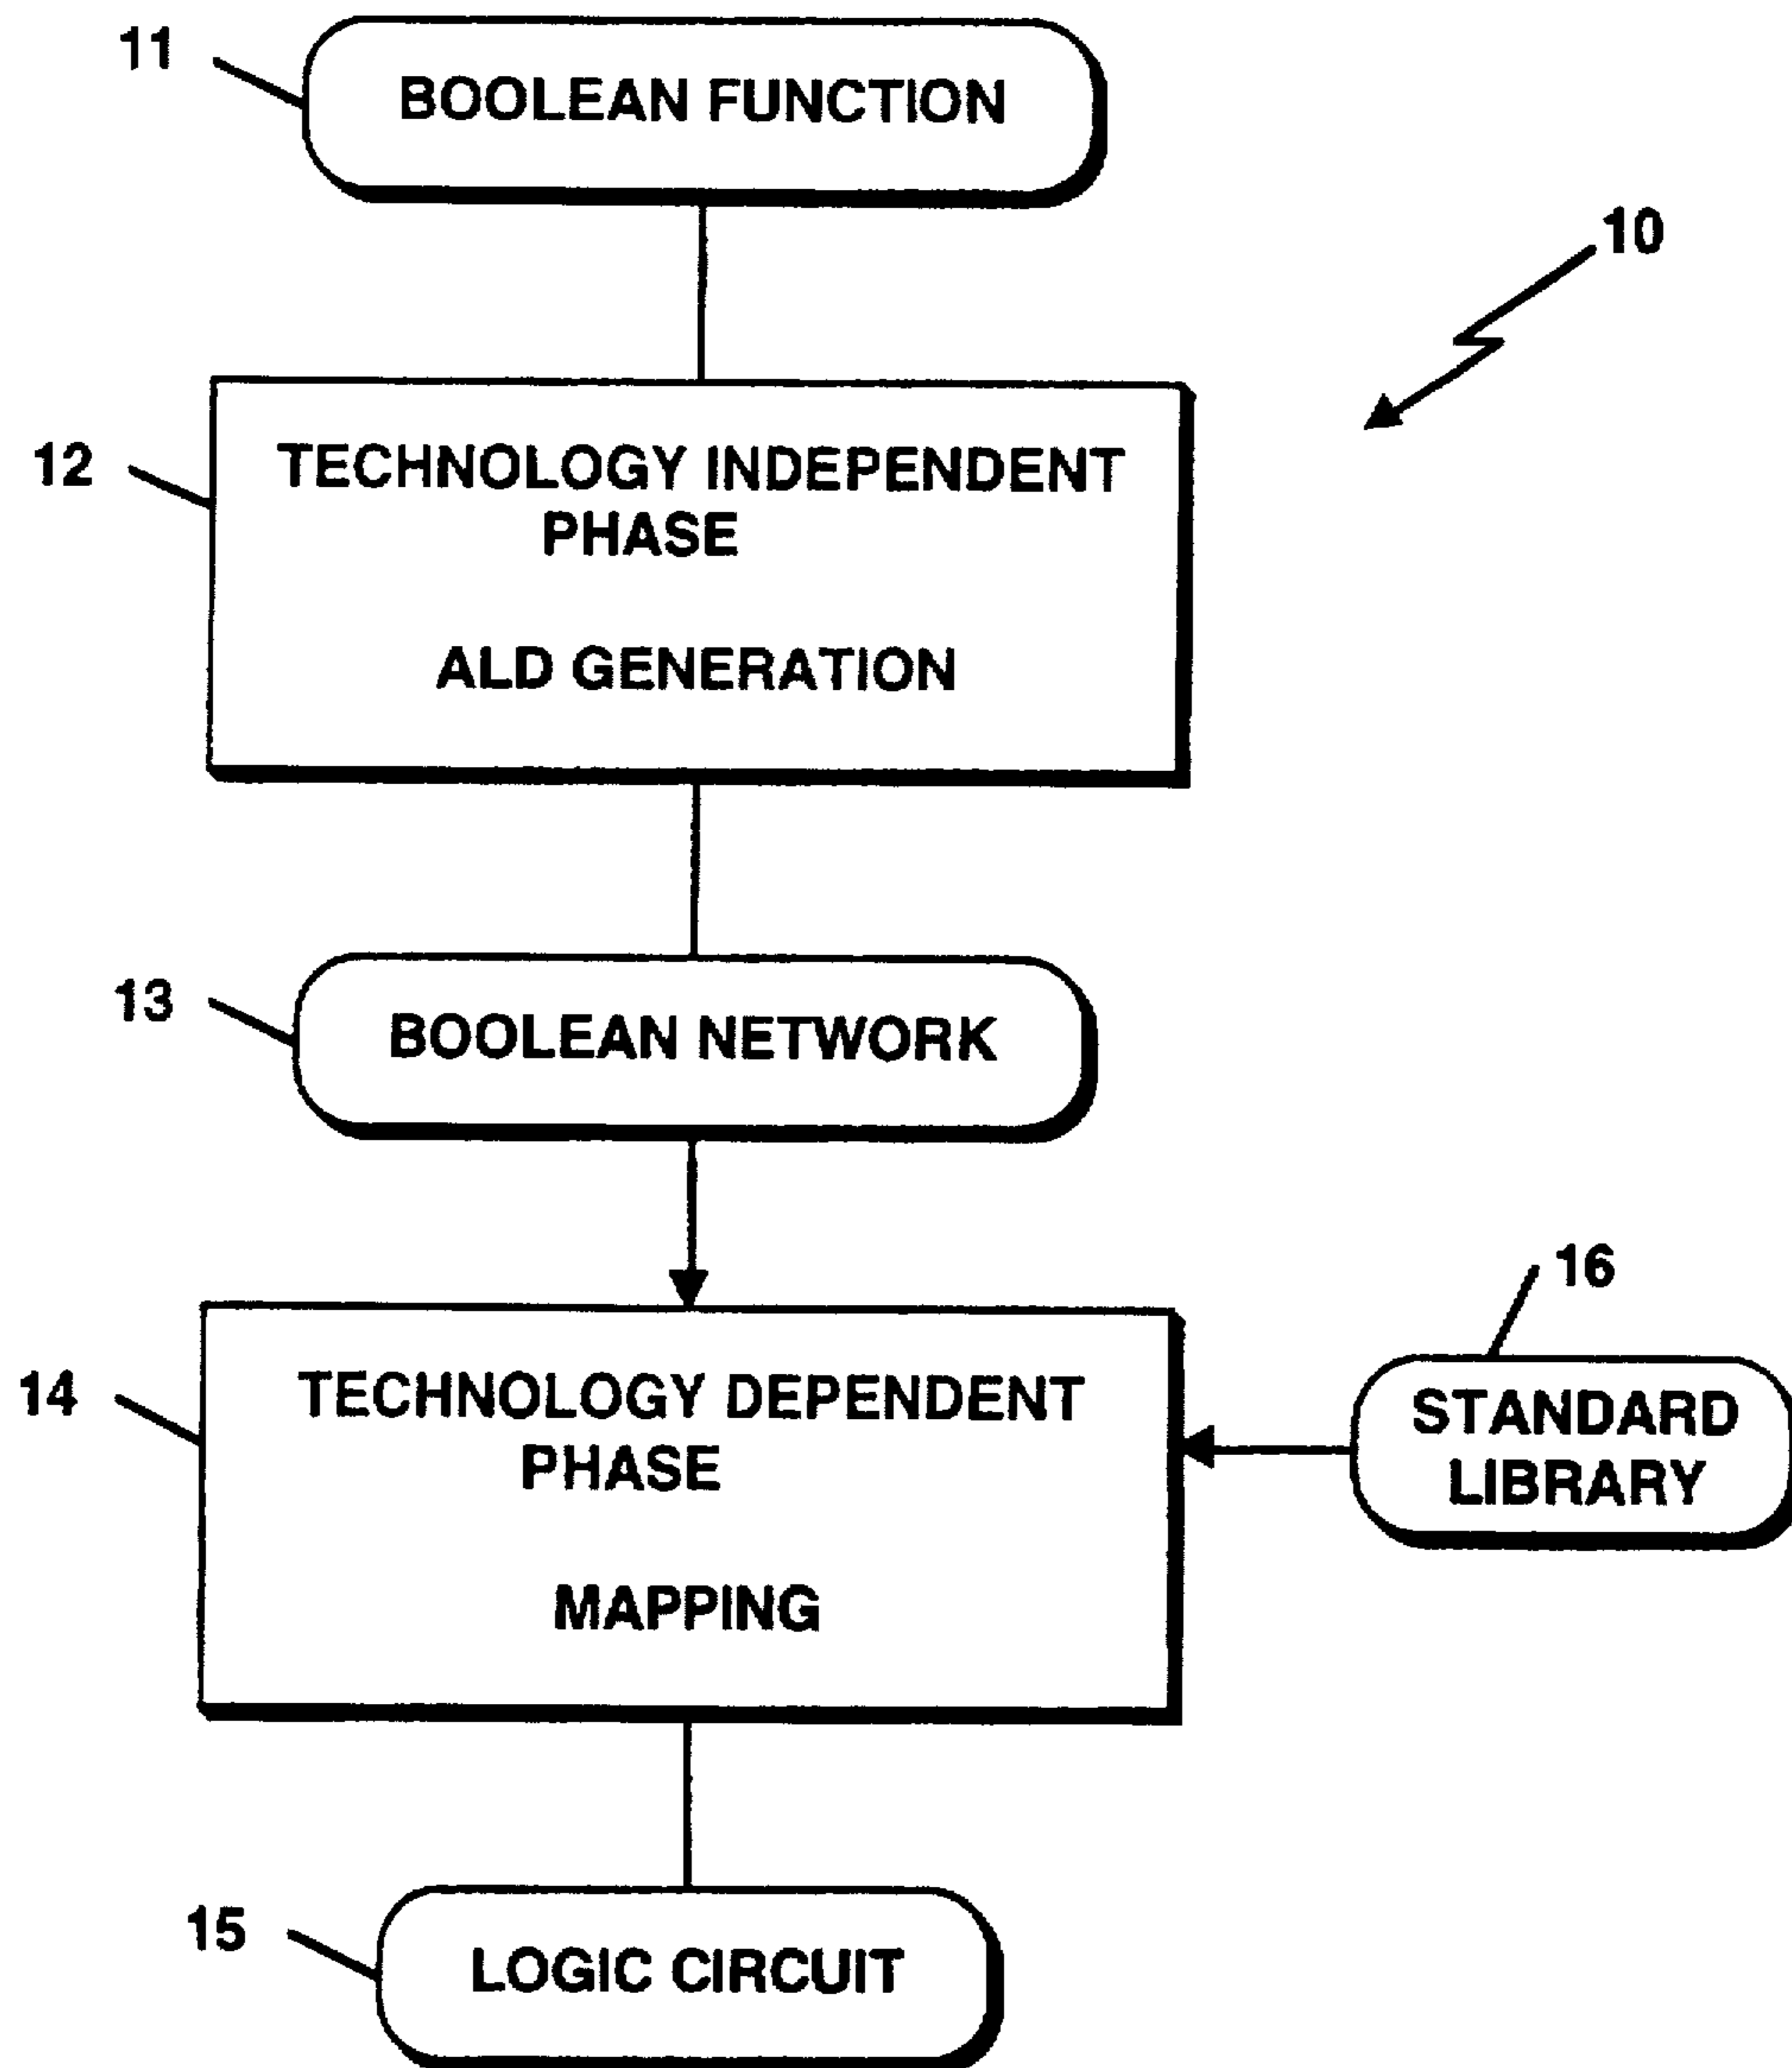 11
BOOLEAN FUNCTION
10
12
TECHNOLOGY INDEPENDENT
PHASE
ALD GENERATION
13
BOOLEAN NETWORK
16
14
TECHNOLOGY DEPENDENT
PHASE
MAPPING
STANDARD
LIBRARY
15
LOGIC CIRCUIT